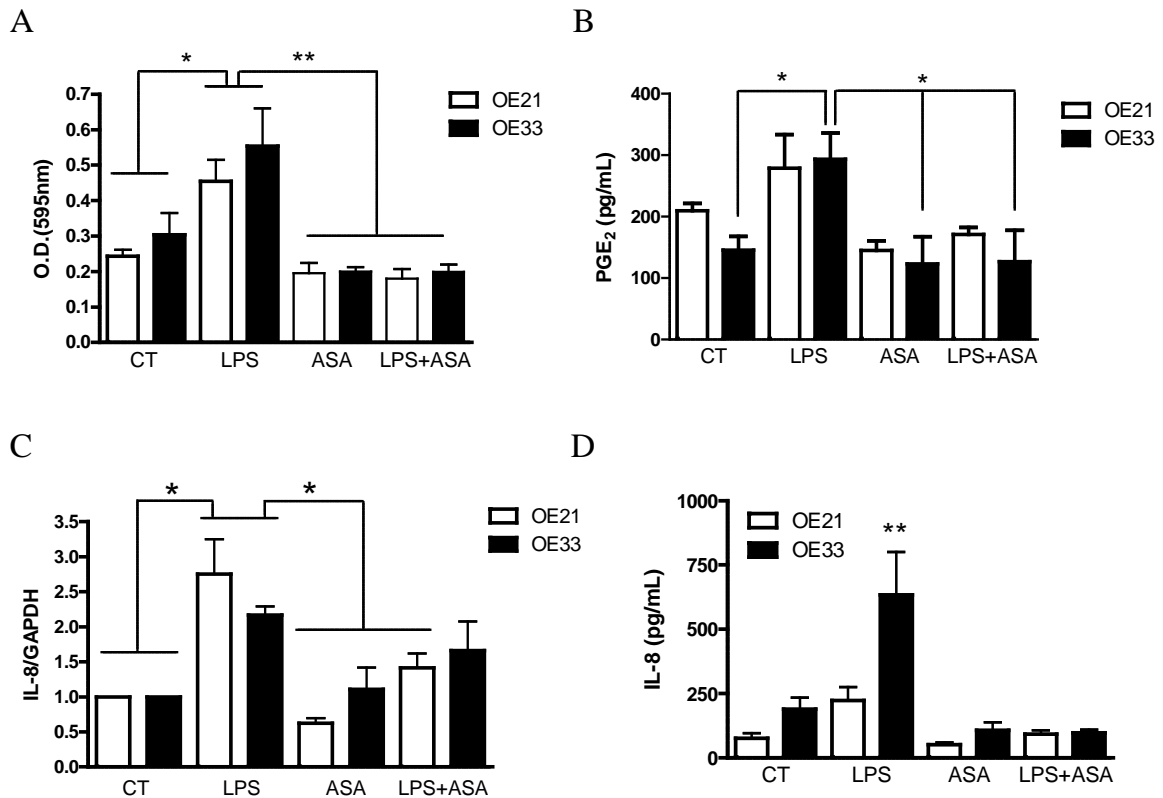 A
* **
O.D.(595nm)
0.7
0.6
0.5
0.4
0.3
0.2
0.1
0.0
OE21
OE33
CT LPS ASA LPS+ASA
B
* *
PGE2 (pg/mL)
400
300
200
100
0
OE21
OE33
CT LPS ASA LPS+ASA
C
* *
IL-8/GAPDH
3.5
3.0
2.5
2.0
1.5
1.0
0.5
0.0
OE21
OE33
CT LPS ASA LPS+ASA
D
**
IL-8 (pg/mL)
1000
750
500
250
0
OE21
OE33
CT LPS ASA LPS+ASA